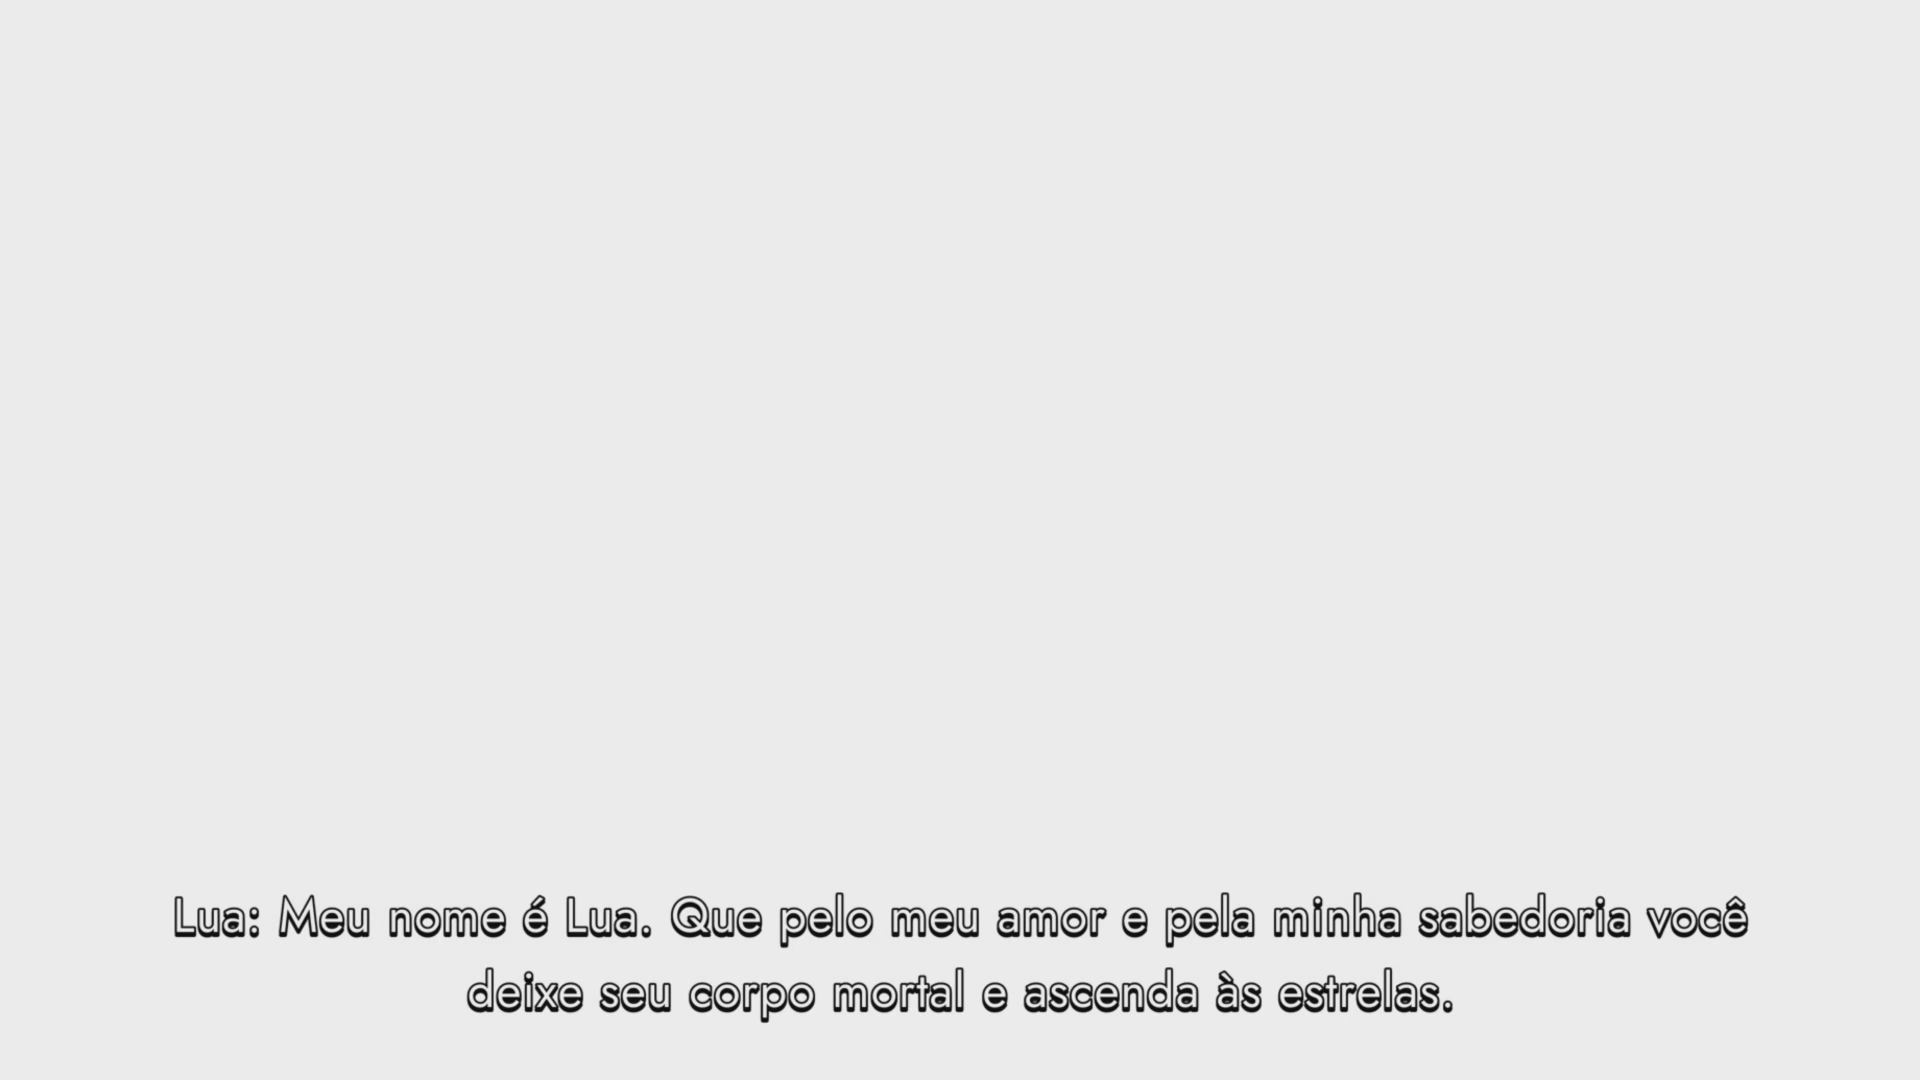 Lua: Meu nome é Lua. Que pelo meu amor e pela minha sabedoria você
deixe seu corpo mortal e ascenda às estrelas.